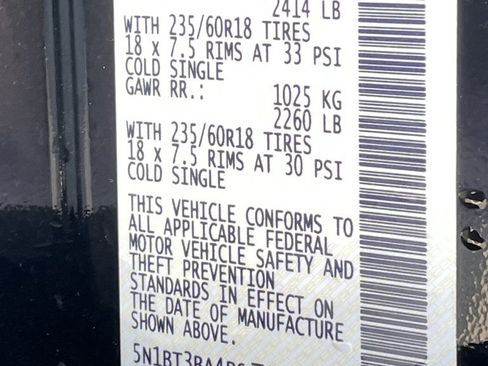 2414 LB
WITH 235/60R18 TIRES
18 x 7.5 RIMS AT 33 PSI
COLD SINGLE
GAWR RR.: 1025 KG
2260 LB
WITH 235/60R18 TIRES
18 x 7.5 RIMS AT 30 PSI
COLD SINGLE
THIS VEHICLE CONFORMS TO
ALL APPLICABLE FEDERAL
MOTOR VEHICLE SAFETY AND
THEFT PREVENTION
STANDARDS IN EFFECT ON
THE DATE OF MANUFACTURE
SHOWN ABOVE.